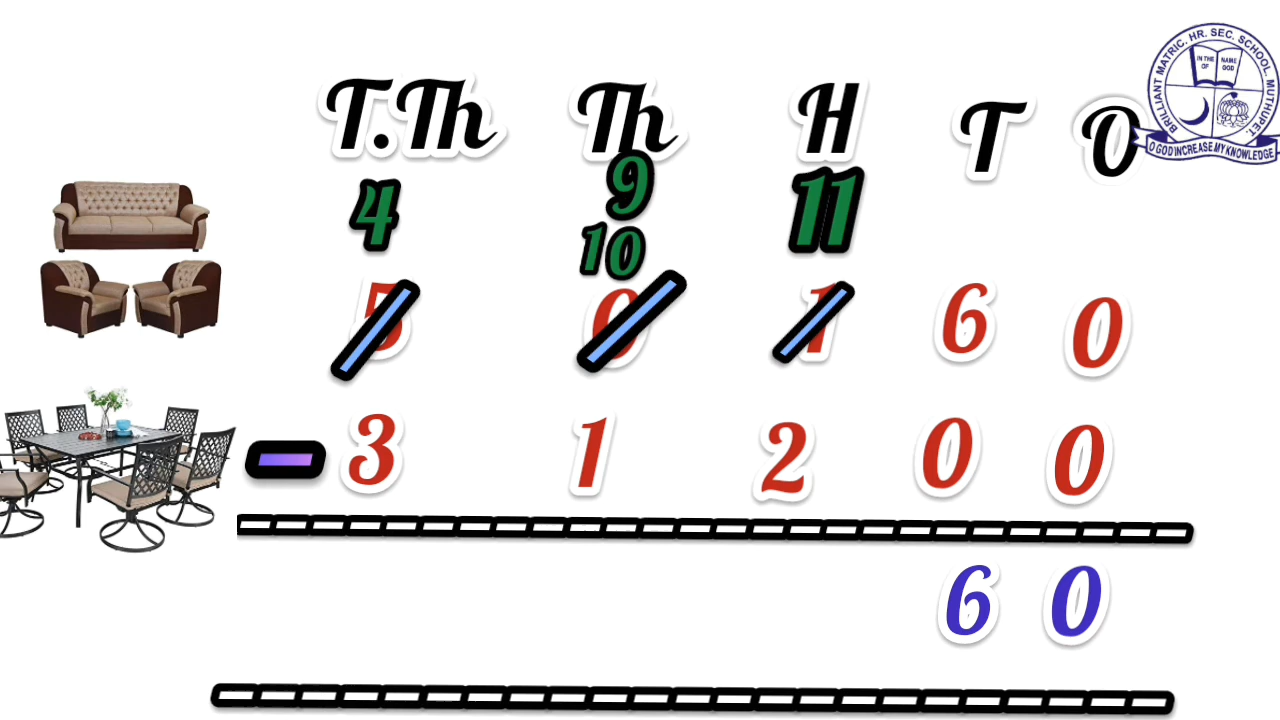 T.Th Th H T O
4 9 11
10
5 0 1 6 0
- 3 1 2 0 0
6 0
BRILLIANT MATRIC. HR. SEC. SCHOOL. MUTHUPET.
IN THE NAME
OF GOD
O GOD INCREASE MY KNOWLEDGE